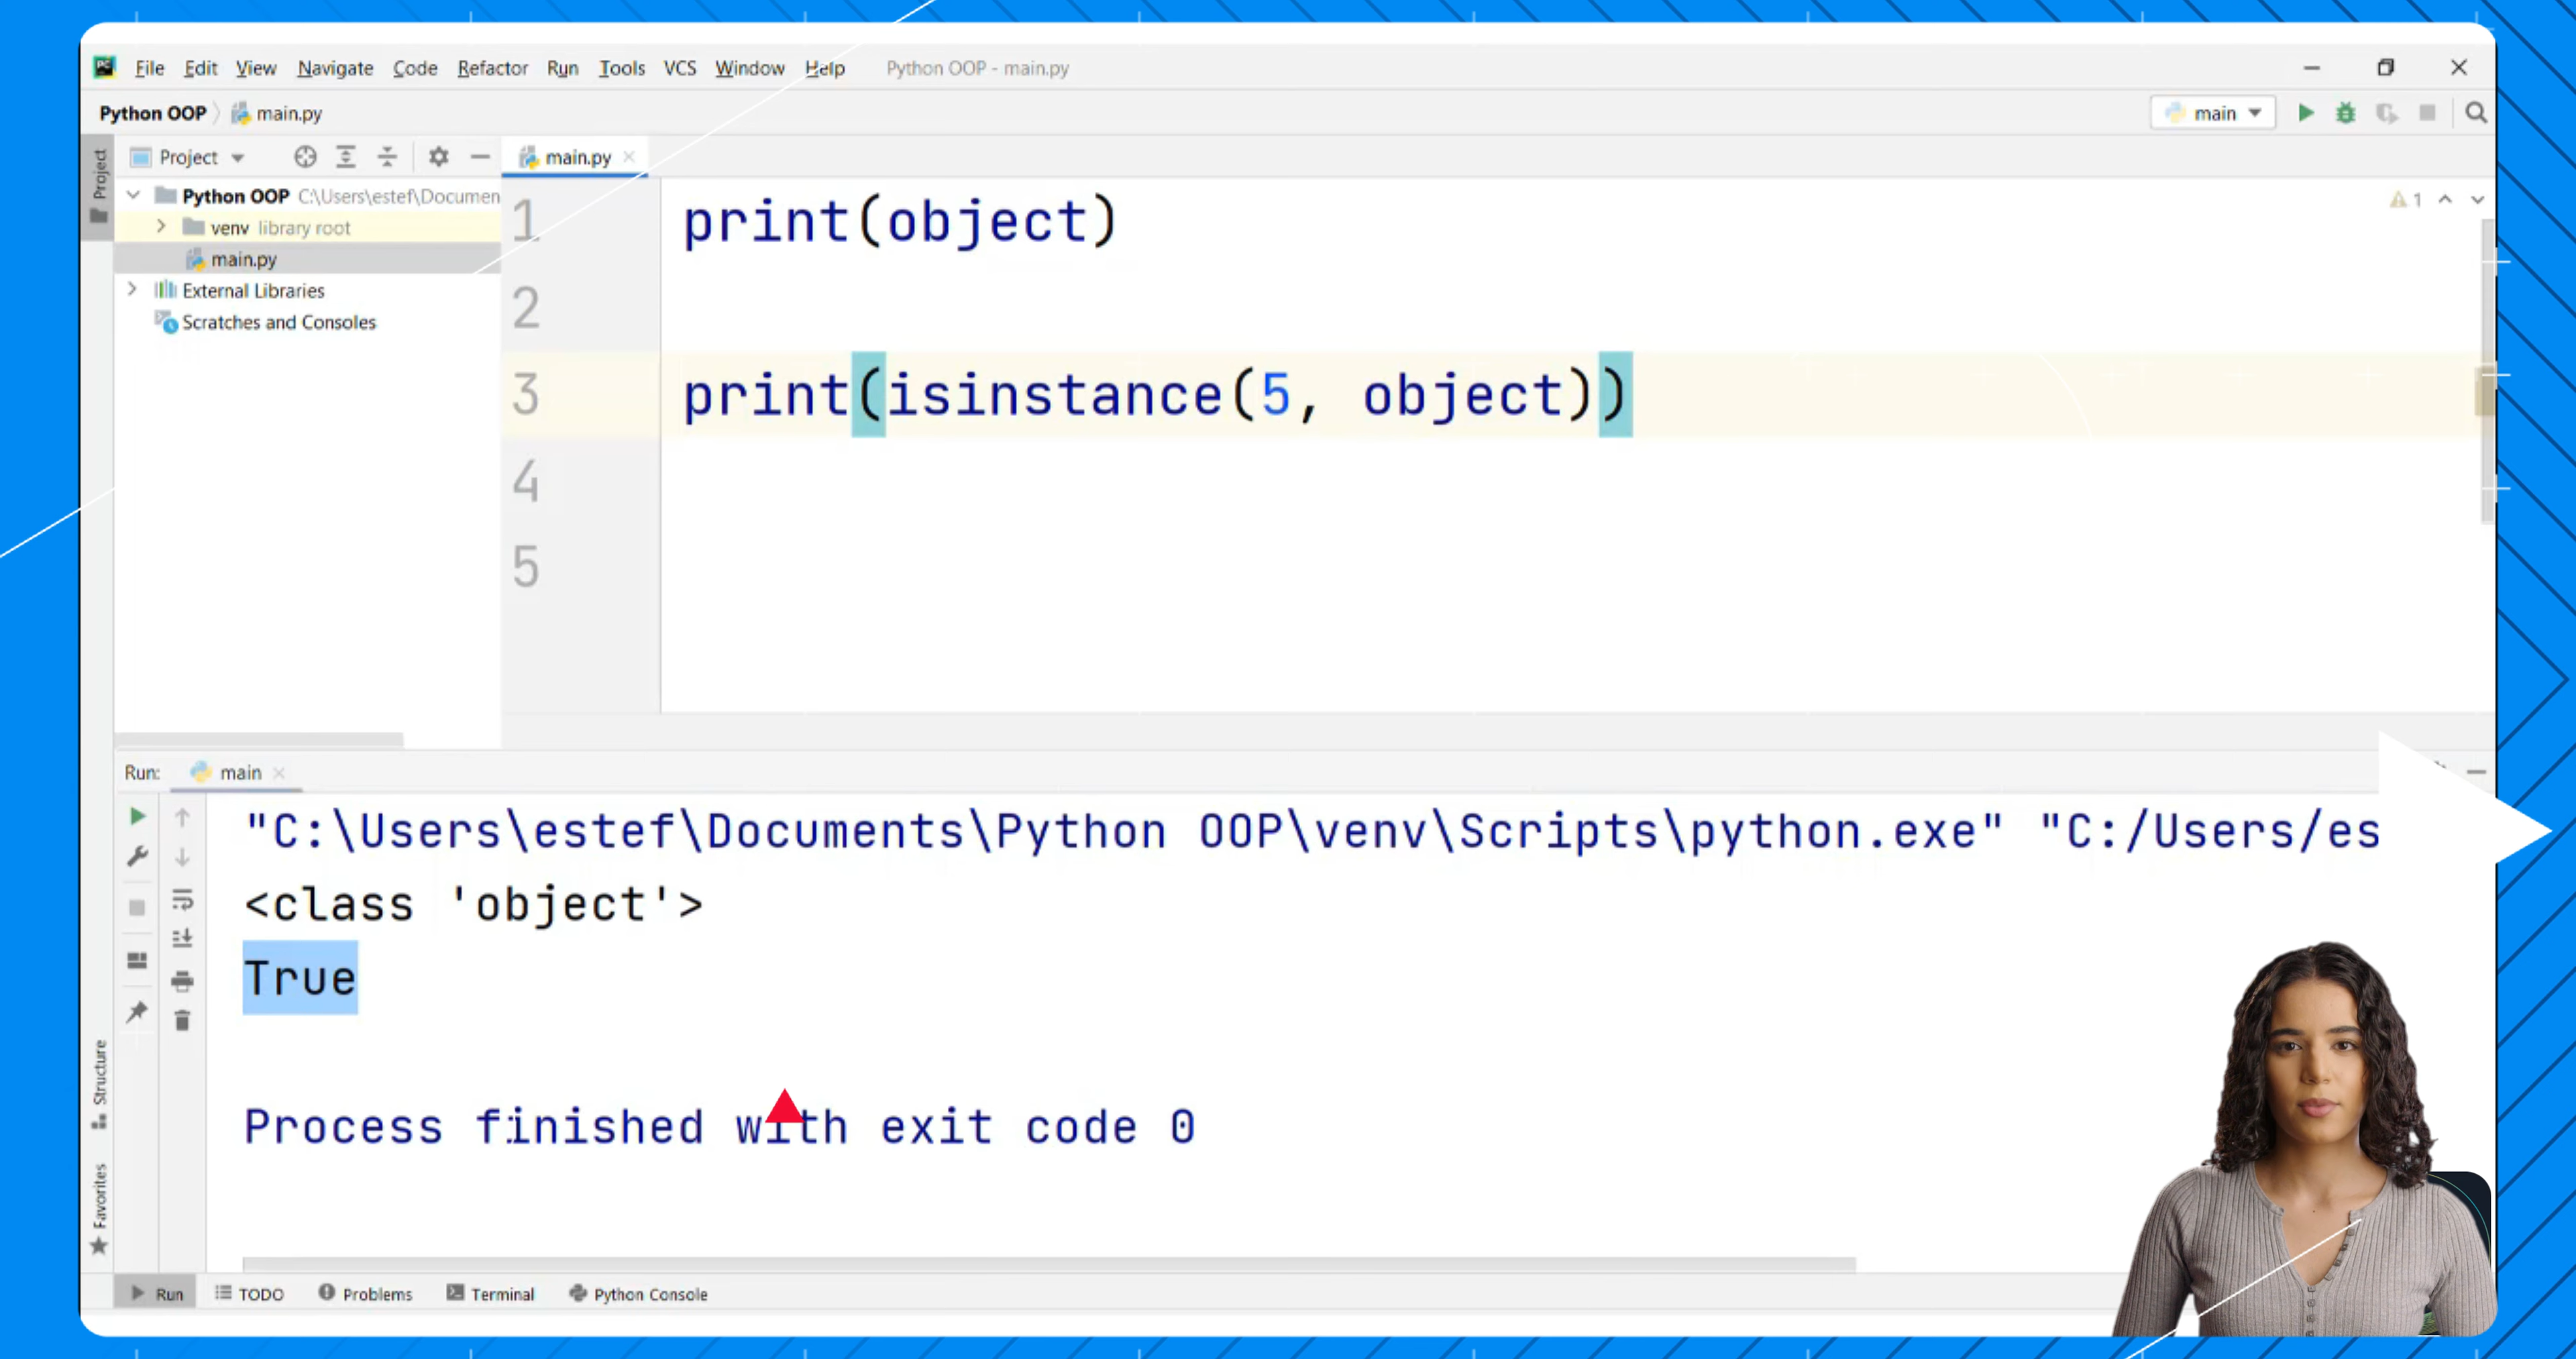 File Edit View Navigate Code Refactor Run Tools VCS Window Help Python OOP - main.py
Python OOP main.py
main
Project
Project
main.py
Python OOP C:\Users\estef\Documen
venv library root
main.py
External Libraries
Scratches and Consoles
1 print(object)
1
2
3 print(isinstance(5, object))
4
5
Run: main
"C:\Users\estef\Documents\Python OOP\venv\Scripts\python.exe" "C:/Users/es
<class 'object'>
True
Process finished with exit code 0
Structure
Favorites
Run TODO Problems Terminal Python Console